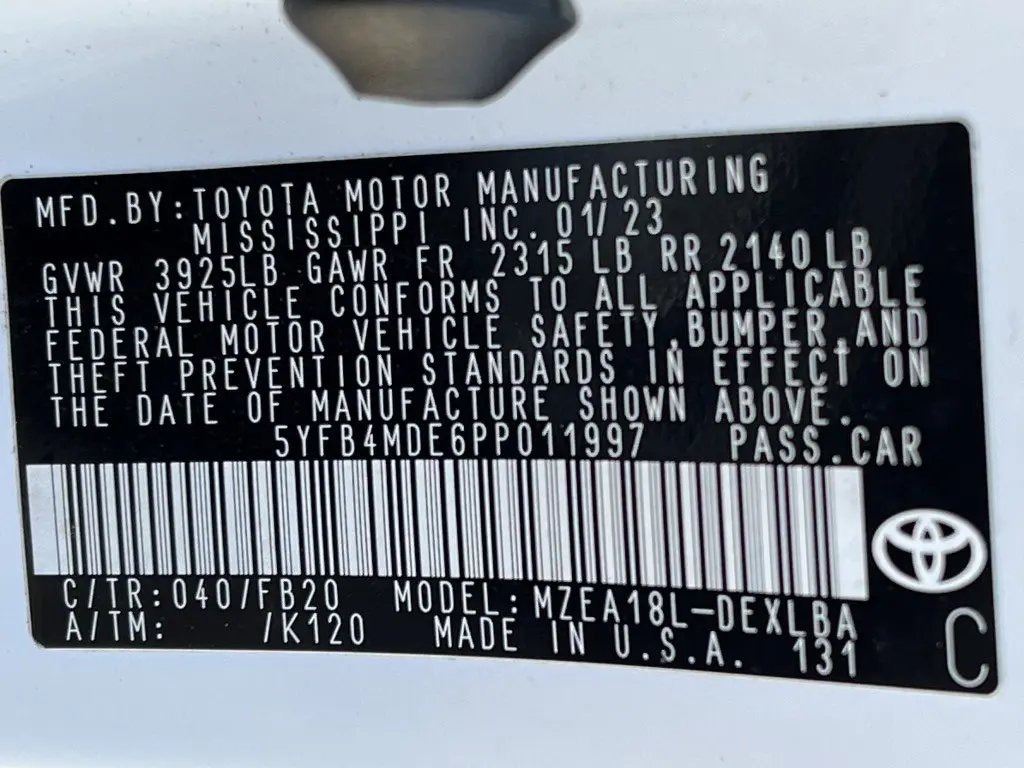 MFD.BY:TOYOTA MOTOR MANUFACTURING
MISSISSIPPI INC. 01/23
GVWR 3925LB GAWR FR 2315 LB RR 2140 LB
THIS VEHICLE CONFORMS TO ALL APPLICABLE
FEDERAL MOTOR VEHICLE SAFETY,BUMPER,AND
THEFT PREVENTION STANDARDS IN EFFECT ON
THE DATE OF MANUFACTURE SHOWN ABOVE.
5YFB4MDE6PP011997 PASS.CAR
C/TR:040/FB20 MODEL:MZEA18L-DEXLBA
A/TM: /K120 MADE IN U.S.A. 131
C